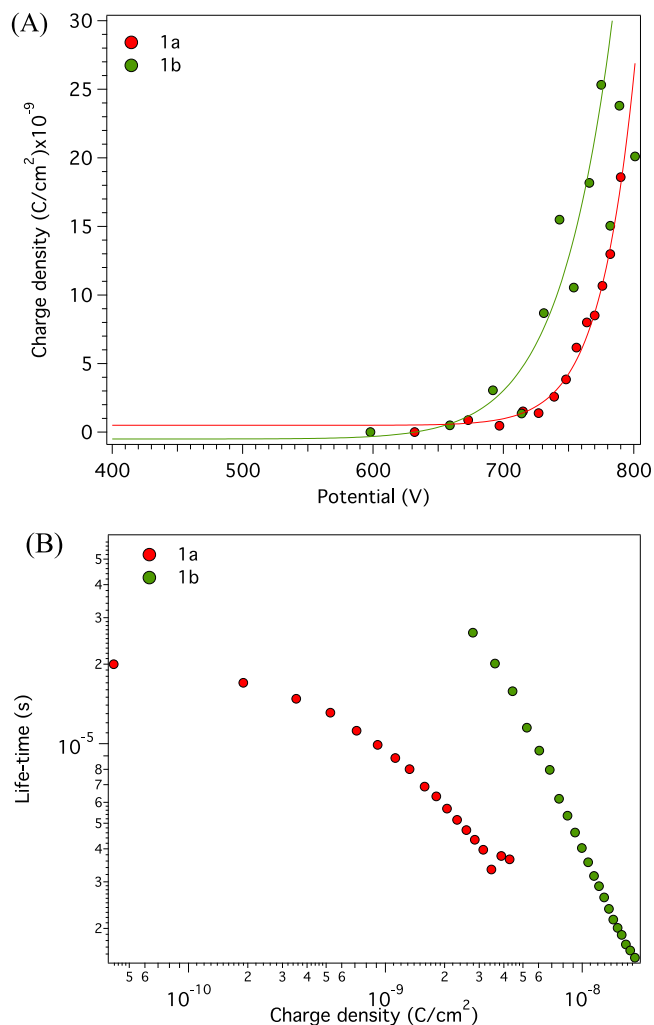 (A)
1a
1b
30
25
20
15
10
5
0
Charge density (C/cm²)x10⁻⁹
400
500
600
700
800
Potential (V)
(B)
1a
1b
5
4
3
2
10⁻⁵
8
7
6
5
4
3
2
Life-time (s)
5 6 10⁻¹⁰ 2 3 4 5 6 10⁻⁹ 2 3 4 5 6 10⁻⁸
Charge density (C/cm²)